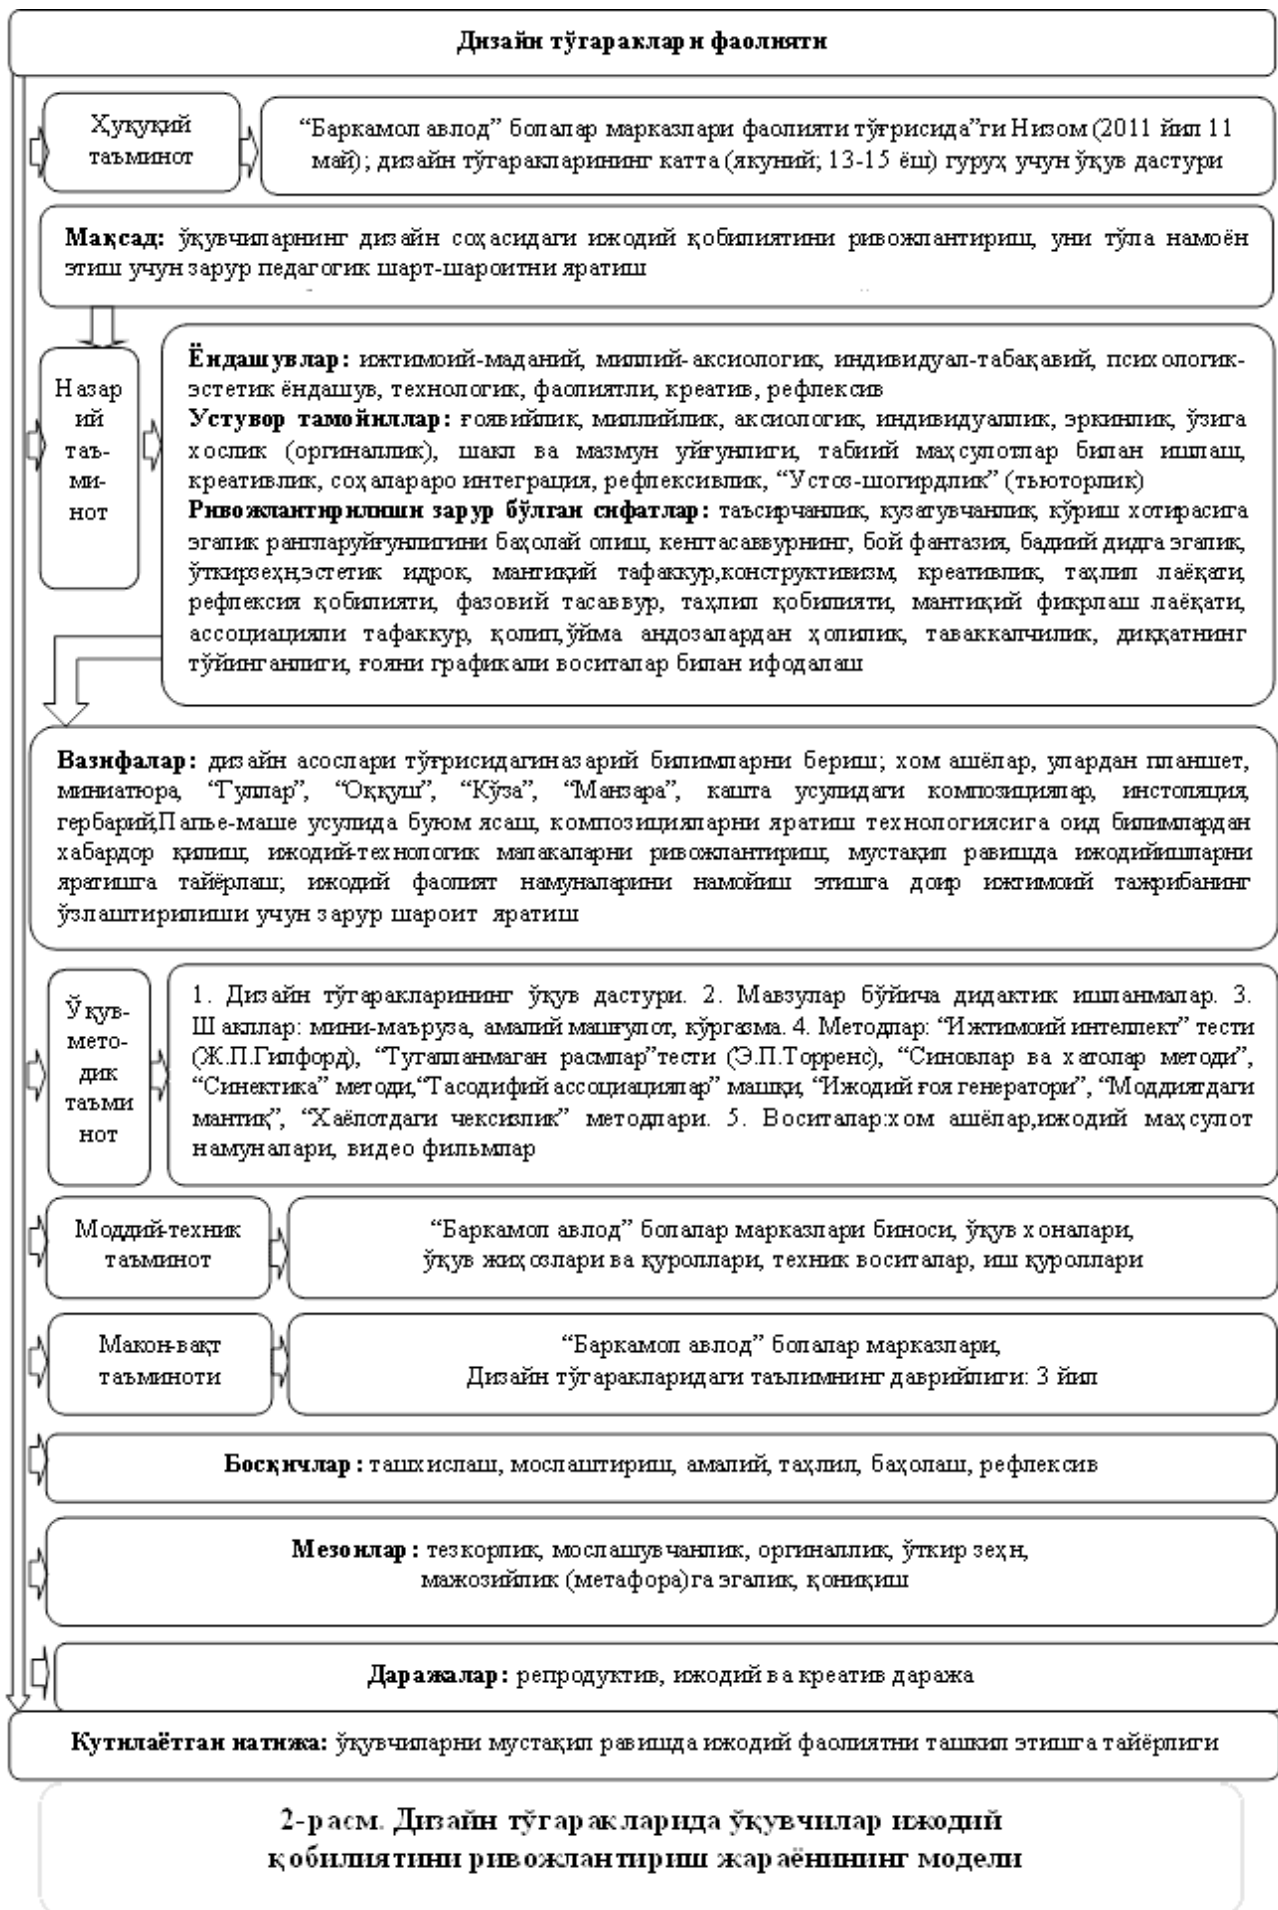 Дизайн тўгараклари фаолияти
Ҳуқуқий
таъминот
“Баркамол авлод” болалар марказлари фаолияти тўғрисида”ги Низом (2011 йил 11
май); дизайн тўгаракларининг катта (якуний; 13-15 ёш) гуруҳ учун ўқув дастури
Мақсад: ўқувчиларнинг дизайн соҳасидаги ижодий қобилиятини ривожлантириш, уни тўла намоён
этиш учун зарур педагогик шарт-шароитни яратиш
Назар
ий
таъ-
ми-
нот
Ёндашувлар: ижтимоий-маданий, миллий-аксиологик, индивидуал-табақавий, психологик-
эстетик ёндашув, технологик, фаолиятли, креатив, рефлексив
Устувор тамойиллар: ғоявийлик, миллийлик, аксиологик, индивидуаллик, эркинлик, ўзига
хослик (оргиналлик), шакл ва мазмун уйғунлиги, табиий маҳсулотлар билан ишлаш,
креативлик, соҳалараро интеграция, рефлексивлик, “Устоз-шогирдлик” (тьюторлик)
Ривожлантирилиши зарур бўлган сифатлар: таъсирчанлик, кузатувчанлик, кўриш хотирасига
эгалик рангларуйғунлигини баҳолай олиш, кенгтасаввурнинг, бой фантазия, бадиий дидга эгалик,
ўткирзеҳн,эстетик идрок, мантиқий тафаккур,конструктивизм, креативлик, таҳлил лаёқати,
рефлексия қобилияти, фазовий тасаввур, таҳлил қобилияти, мантиқий фикрлаш лаёқати,
ассоциацияли тафаккур, қолип,ўйма андозалардан ҳолилик, таваккалчилик, диққатнинг
тўйинганлиги, ғояни графикали воситалар билан ифодалаш
Вазифалар: дизайн асослари тўғрисидагиназарий билимларни бериш; хом ашёлар, улардан планшет,
миниатюра, “Гуллар”, “Оққуш”, “Кўза”, “Манзара”, кашта усулидаги композициялар, инстоляция,
гербарий,Папье-маше усулида буюм ясаш, композицияларни яратиш технологиясига оид билимлардан
хабардор қилиш, ижодий-технологик малакаларни ривожлантириш, мустақил равишда ижодийишларни
яратишга тайёрлаш; ижодий фаолият намуналарини намойиш этишга доир ижтимоий тажрибанинг
ўзлаштирилиши учун зарур шароит яратиш
Ўқув-
мето-
дик
таъми
нот
1. Дизайн тўгаракларининг ўқув дастури. 2. Мавзулар бўйича дидактик ишланмалар. 3.
Шакллар: мини-маъруза, амалий машғулот, кўргазма. 4. Методлар: “Ижтимоий интеллект” тести
(Ж.П.Гилфорд), “Тугалланмаган расмлар”тести (Э.П.Торренс), “Синовлар ва хатолар методи”,
“Синектика” методи,“Тасодифий ассоциациялар” машқи, “Ижодий ғоя генератори”, “Моддиятдаги
мантиқ”, “Хаёлотдаги чексизлик” методлари. 5. Воситалар:хом ашёлар,ижодий маҳсулот
намуналари, видео фильмлар
Моддий-техник
таъминот
“Баркамол авлод” болалар марказлари биноси, ўқув хоналари,
ўқув жиҳозлари ва қуроллари, техник воситалар, иш қуроллари
Макон-вақт
таъминоти
“Баркамол авлод” болалар марказлари,
Дизайн тўгаракларидаги таълимнинг даврийлиги: 3 йил
Босқичлар: ташхислаш, мослаштириш, амалий, таҳлил, баҳолаш, рефлексив
Мезонлар: тезкорлик, мослашувчанлик, оргиналлик, ўткир зеҳн,
мажозийлик (метафора)га эгалик, қониқиш
Даражалар: репродуктив, ижодий ва креатив даража
Кутилаётган натижа: ўқувчиларни мустақил равишда ижодий фаолиятни ташкил этишга тайёрлиги
2-расм. Дизайн тўгаракларида ўқувчилар ижодий
қобилиятини ривожлантириш жараёнининг модели